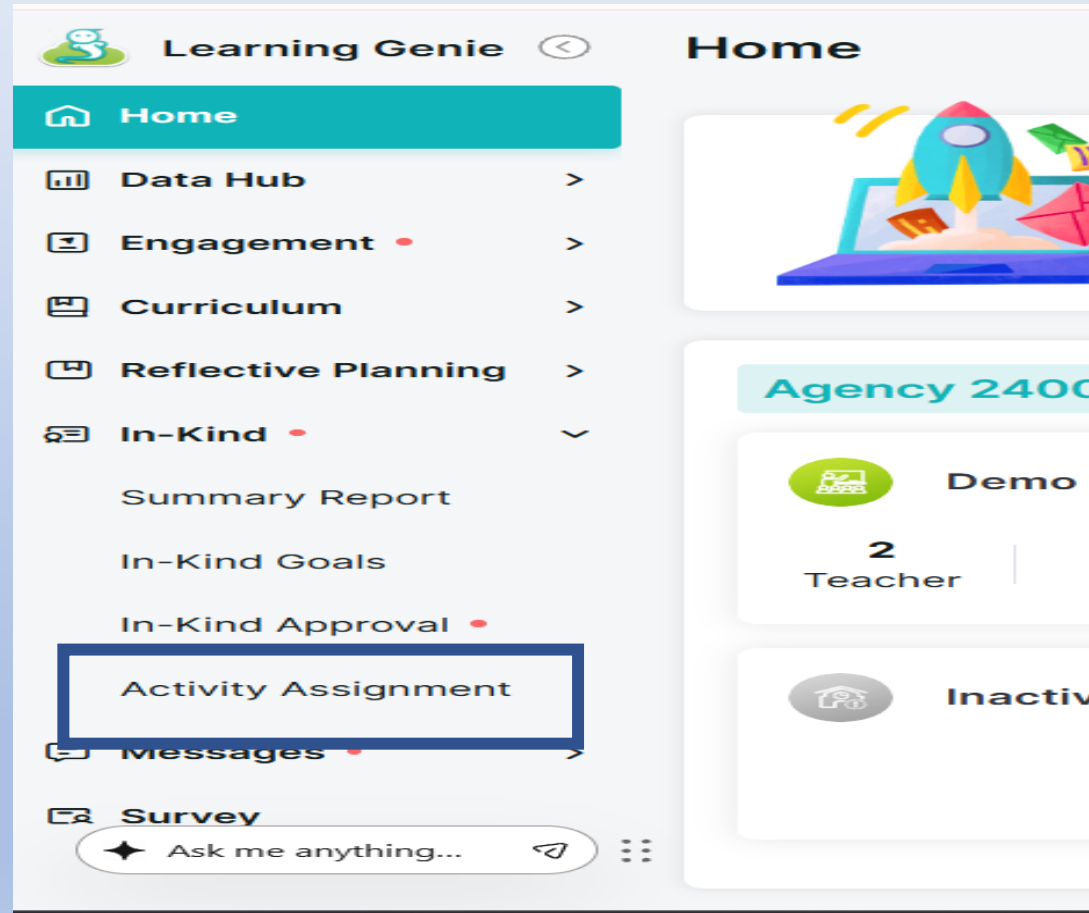 Learning Genie
Home
Data Hub
Engagement
Curriculum
Reflective Planning
In-Kind
Summary Report
In-Kind Goals
In-Kind Approval
Activity Assignment
Messages
Survey
Ask me anything...
Home
Agency 2400
Demo
2
Teacher